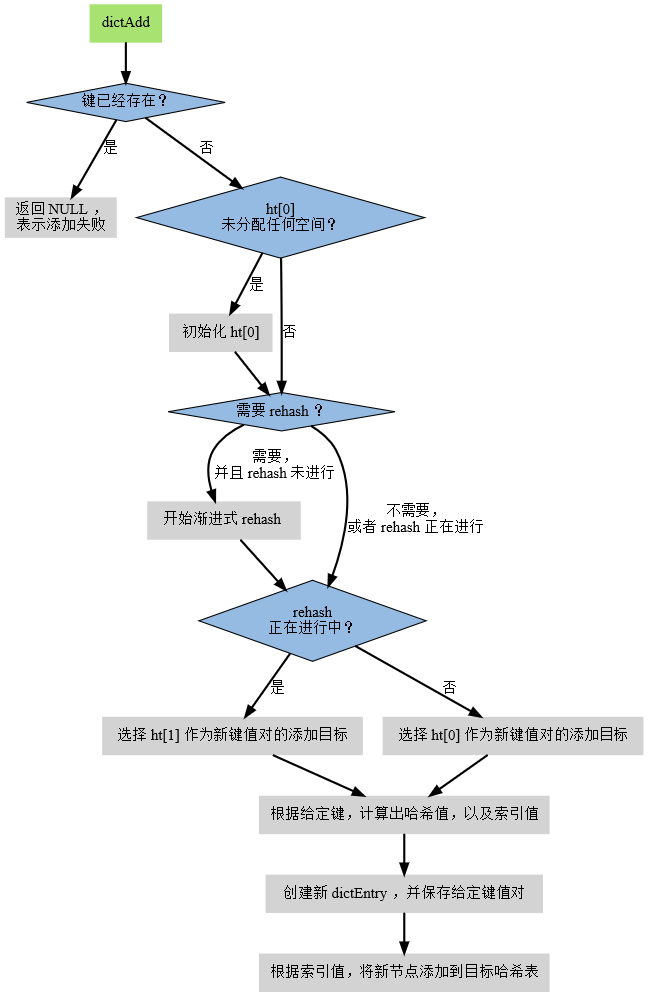 dictAdd
键已经存在？
是
否
返回 NULL ，
表示添加失败
ht[0]
未分配任何空间？
是
否
初始化 ht[0]
需要 rehash ？
需要，
并且 rehash 未进行
不需要，
或者 rehash 正在进行
开始渐进式 rehash
rehash
正在进行中？
是
否
选择 ht[1] 作为新键值对的添加目标
选择 ht[0] 作为新键值对的添加目标
根据给定键，计算出哈希值，以及索引值
创建新 dictEntry ，并保存给定键值对
根据索引值，将新节点添加到目标哈希表